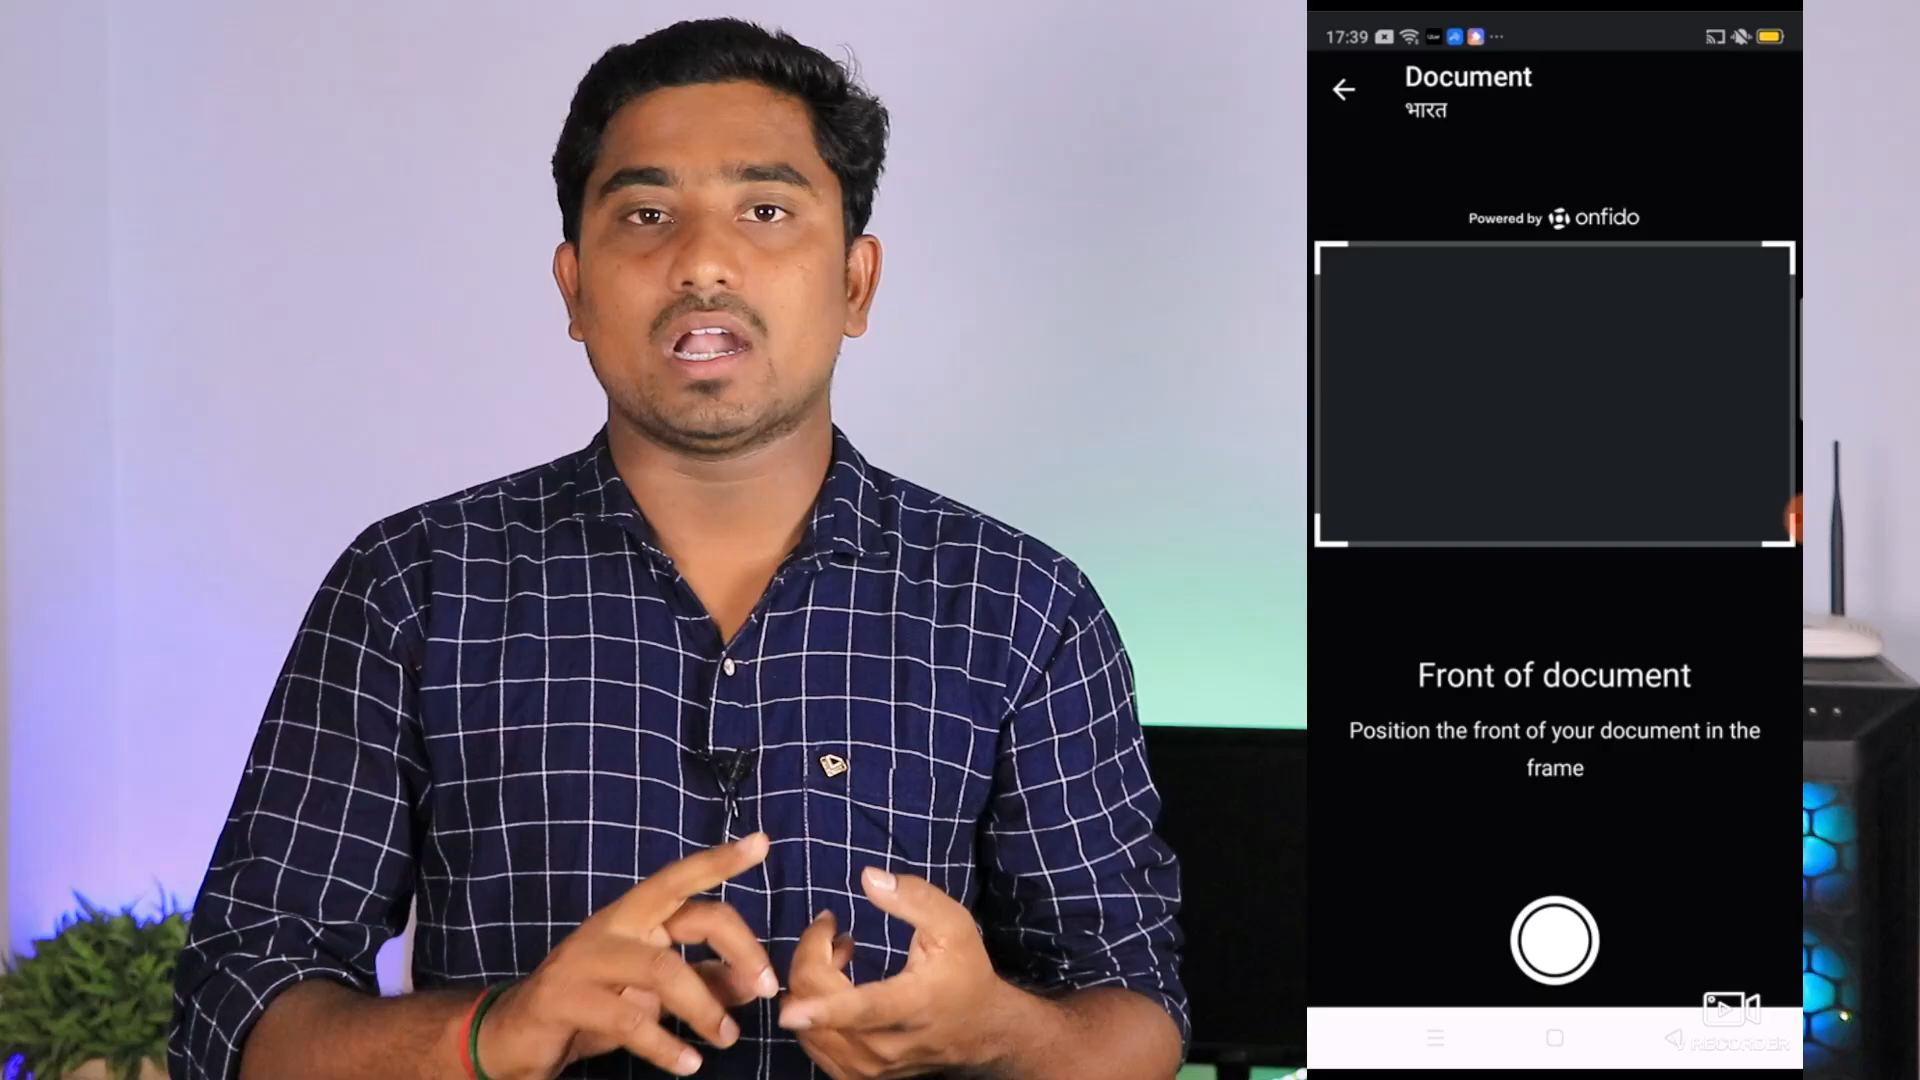 17:39
Document
भारत
Powered by onfido
Front of document
Position the front of your document in the
frame
RECORDER